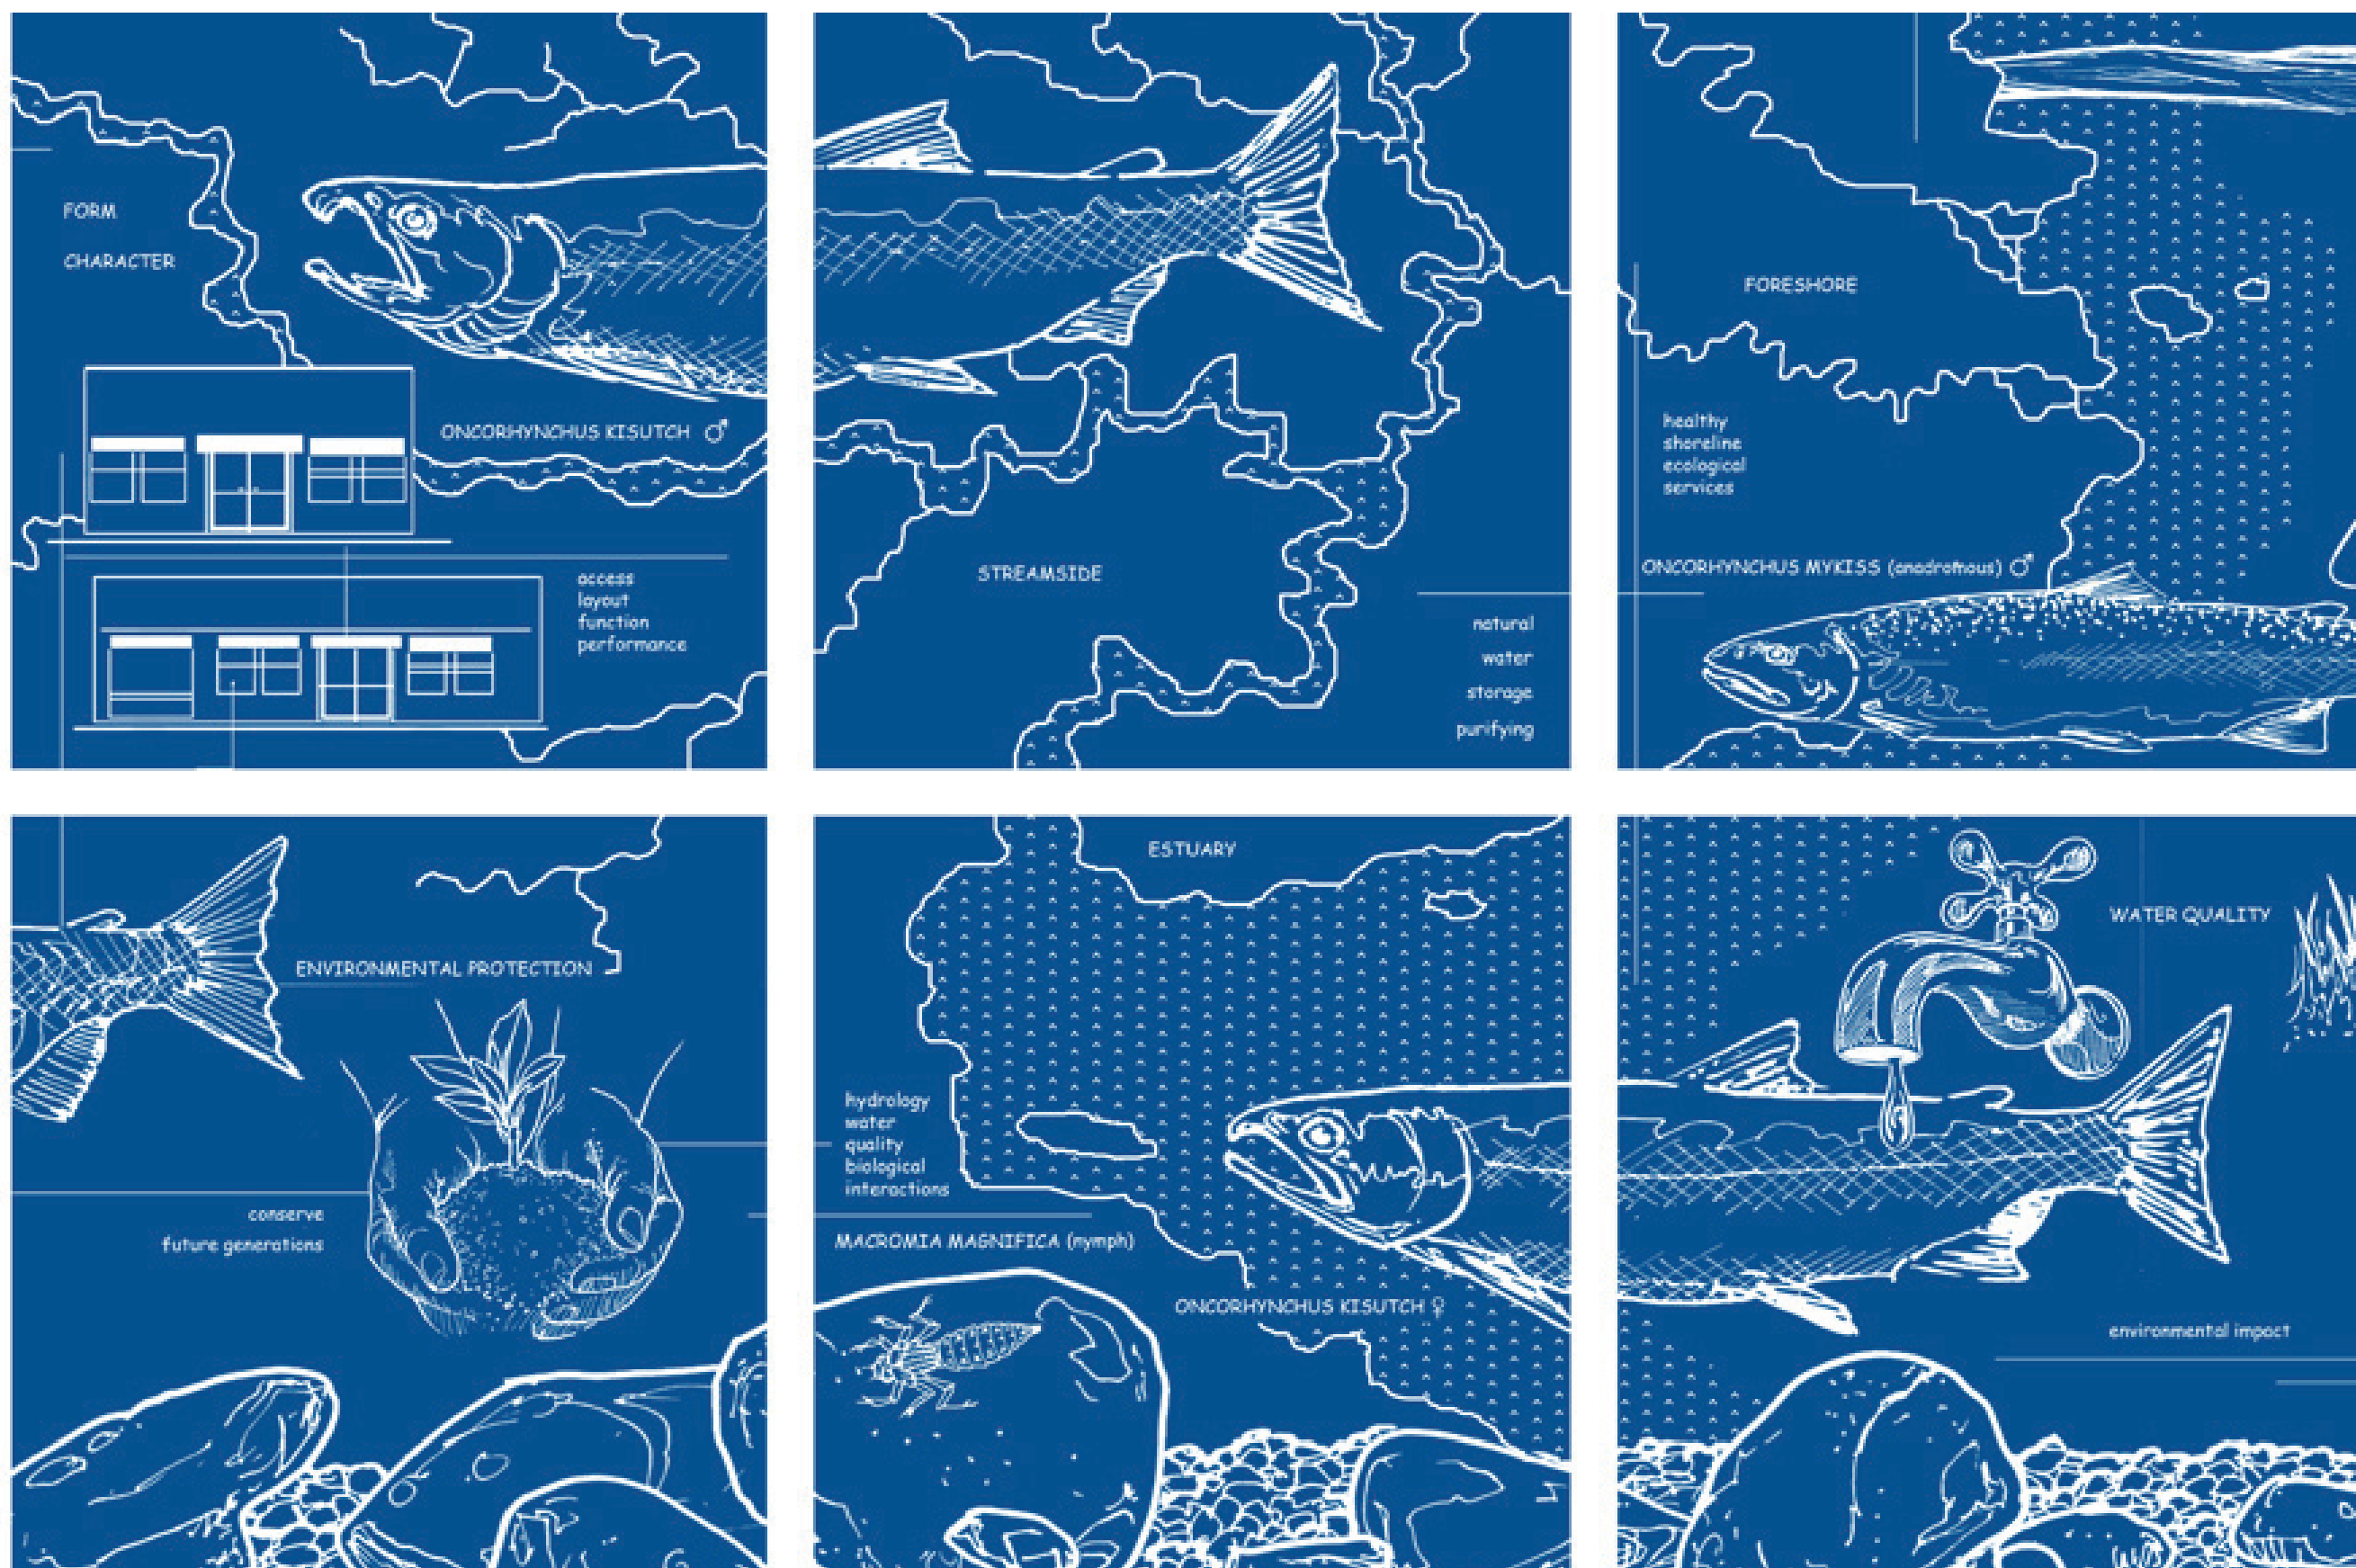 FORM
CHARACTER
ONCORHYNCHUS KISUTCH ♂
access
layout
function
performance
STREAMSIDE
natural
water
storage
purifying
FORESHORE
healthy
shoreline
ecological
services
ONCORHYNCHUS MYKISS (anadromous) ♂
ENVIRONMENTAL PROTECTION
conserve
future generations
ESTUARY
hydrology
water
quality
biological
interactions
MACROMIA MAGNIFICA (nymph)
ONCORHYNCHUS KISUTCH ♀
WATER QUALITY
environmental impact